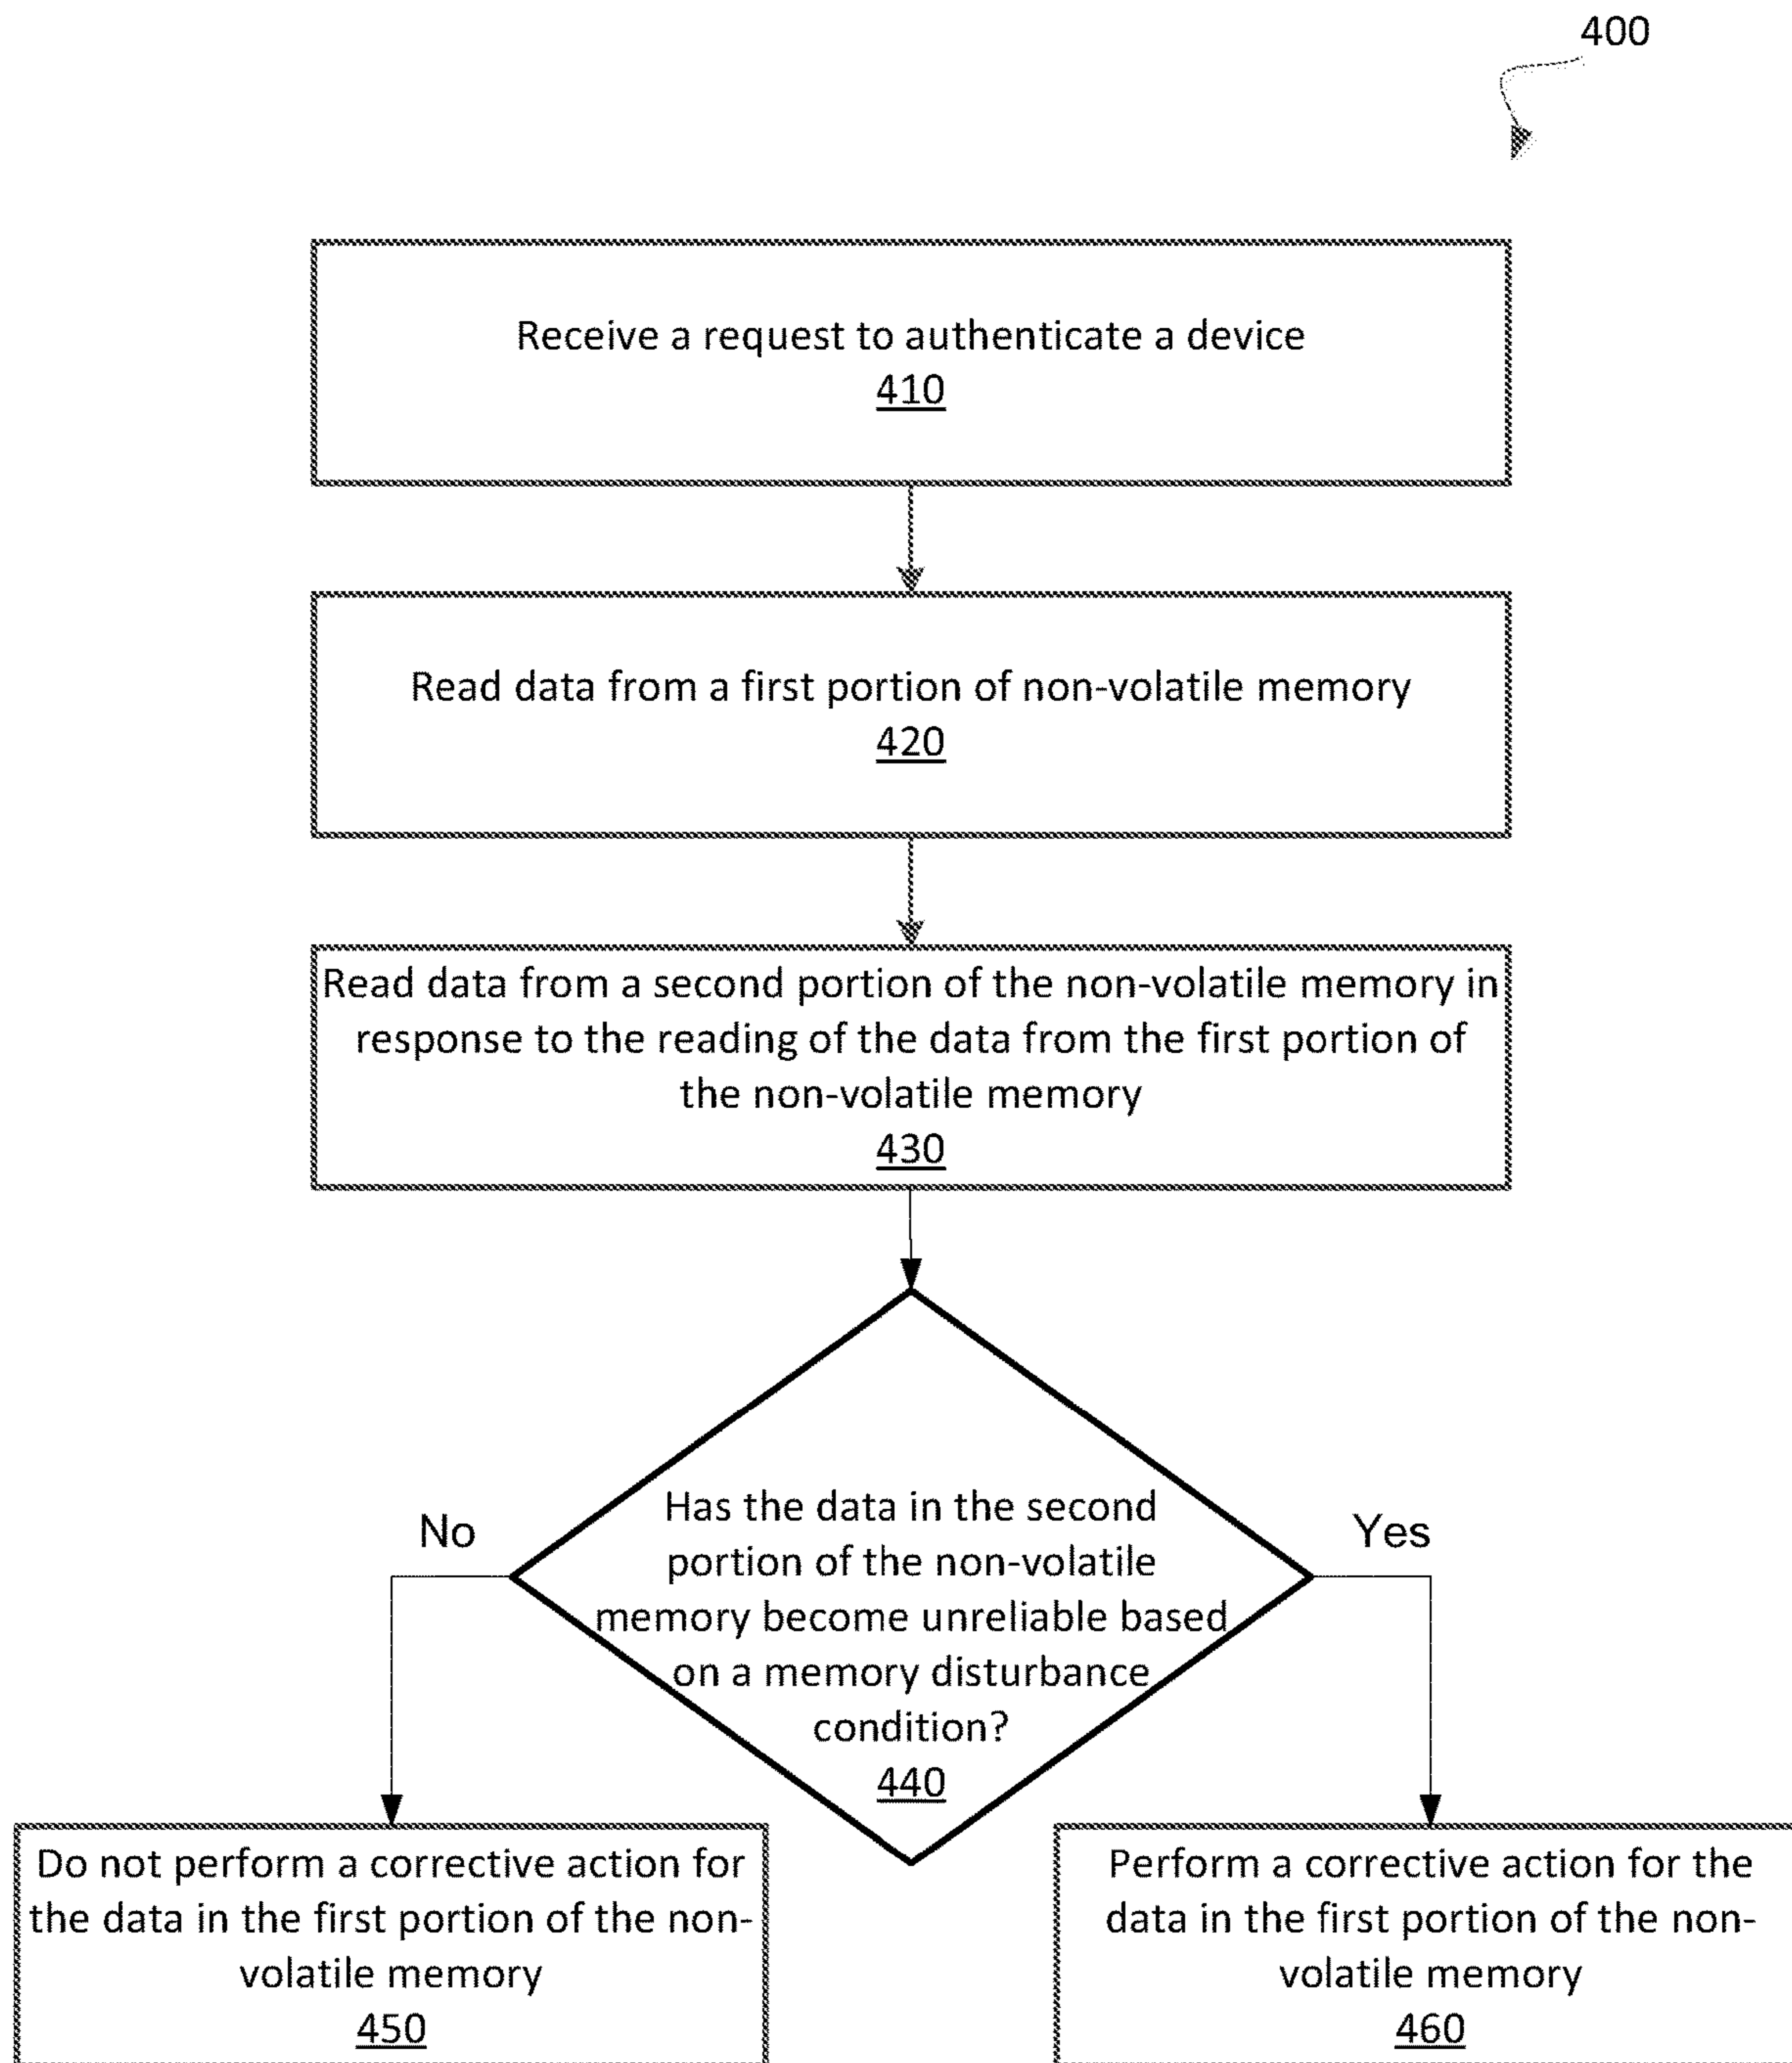 400
Receive a request to authenticate a device
410
Read data from a first portion of non-volatile memory
420
Read data from a second portion of the non-volatile memory in
response to the reading of the data from the first portion of
the non-volatile memory
430
Has the data in the second
portion of the non-volatile
memory become unreliable based
on a memory disturbance
condition?
440
No
Yes
Do not perform a corrective action for
the data in the first portion of the non-
volatile memory
450
Perform a corrective action for the
data in the first portion of the non-
volatile memory
460